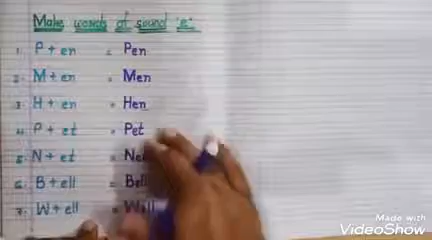 Make words of sound 'e':
1. P + en = Pen
2. M + en = Men
3. H + en = Hen
4. P + et = Pet
5. N + et =
6. B + ell = Bell
7. W + ell = Well
Made with
VideoShow